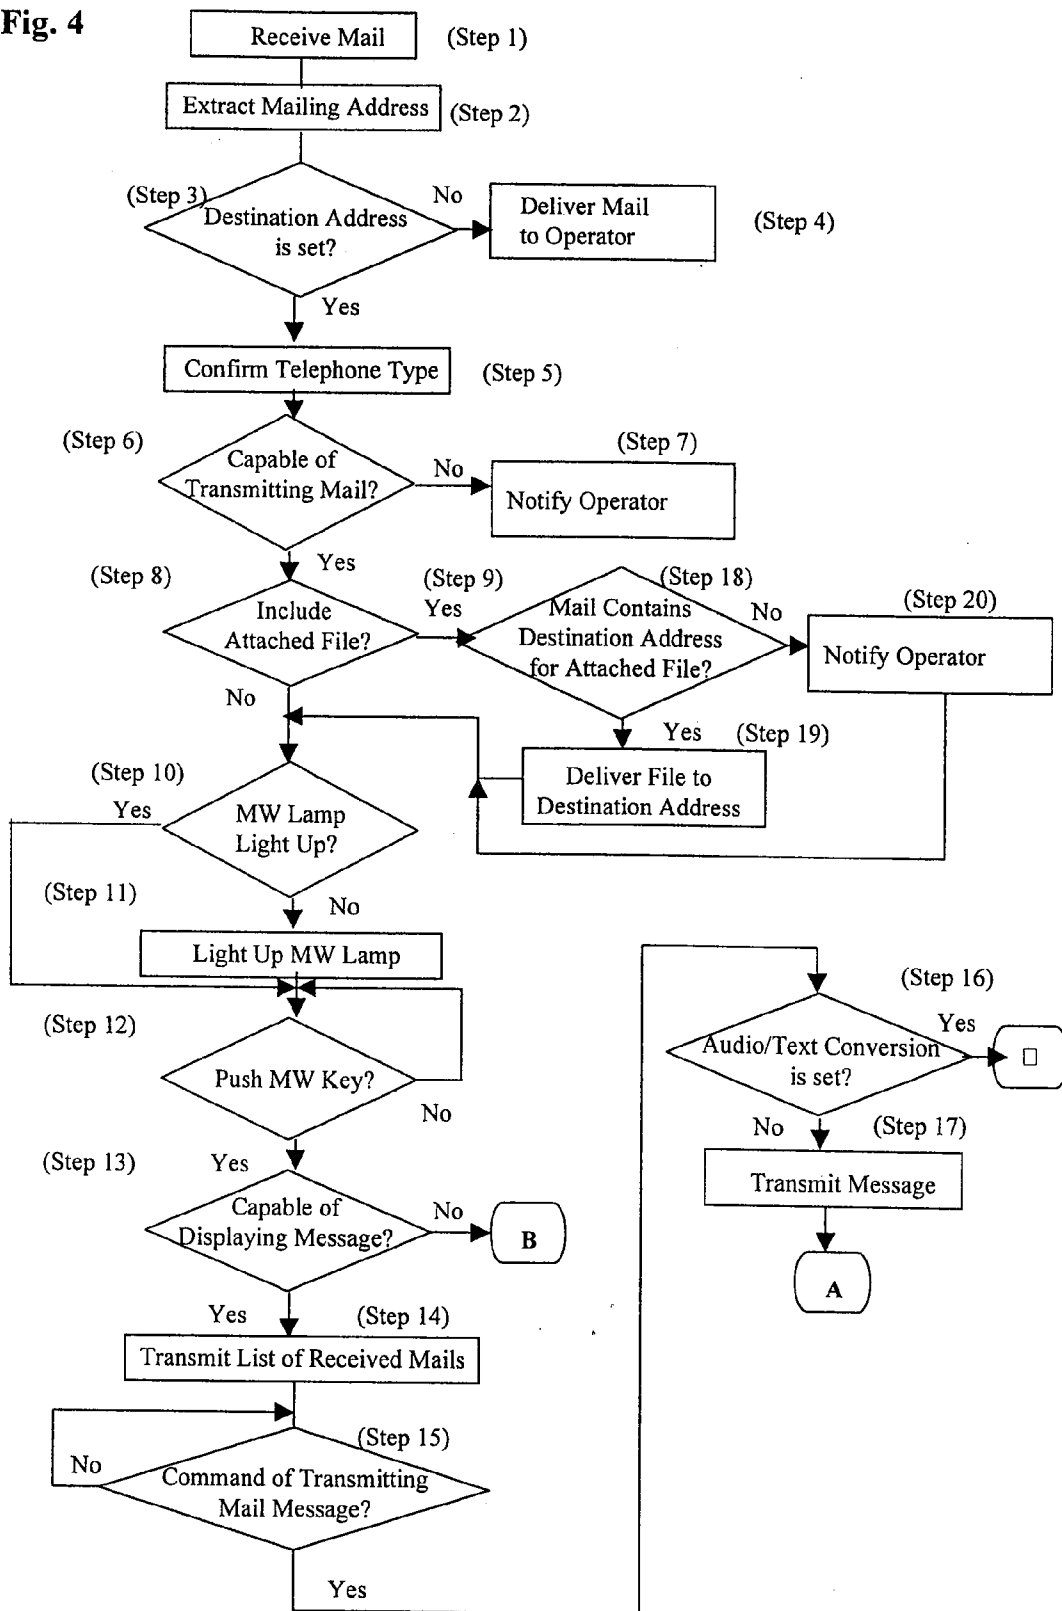 Fig. 4
Receive Mail
(Step 1)
Extract Mailing Address
(Step 2)
(Step 3)
Destination Address
is set?
No
Deliver Mail
to Operator
(Step 4)
Yes
Confirm Telephone Type
(Step 5)
(Step 6)
Capable of
Transmitting Mail?
No
(Step 7)
Notify Operator
Yes
(Step 8)
Include
Attached File?
(Step 9)
Yes
(Step 18)
Mail Contains
Destination Address
for Attached File?
No
(Step 20)
Notify Operator
No
Yes
(Step 19)
Deliver File to
Destination Address
(Step 10)
Yes
MW Lamp
Light Up?
(Step 11)
No
Light Up MW Lamp
(Step 12)
Push MW Key?
No
(Step 13)
Yes
Capable of
Displaying Message?
No
B
Yes
(Step 14)
Transmit List of Received Mails
(Step 15)
No
Command of Transmitting
Mail Message?
Yes
(Step 16)
Audio/Text Conversion
is set?
Yes
□
No
(Step 17)
Transmit Message
A